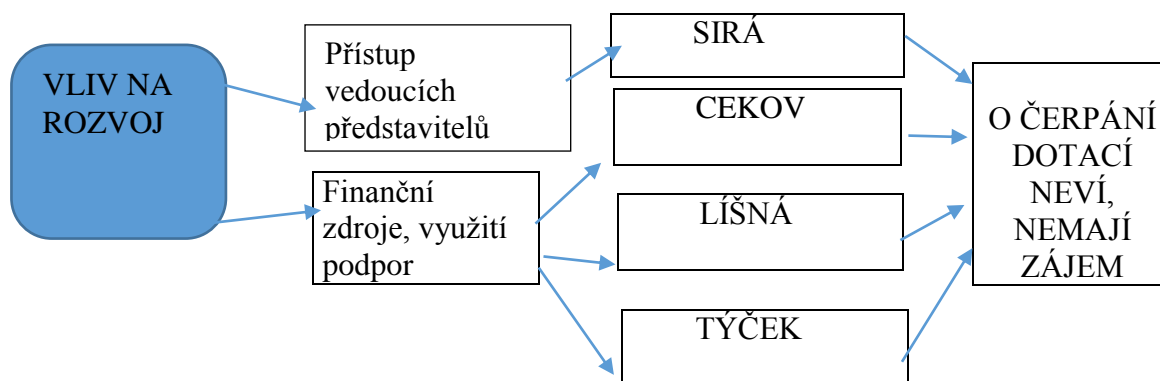 VLIV NA
ROZVOJ
Přístup
vedoucích
představitelů
Finanční
zdroje, využití
podpor
SIRÁ
CEKOV
LÍŠNÁ
TÝČEK
O ČERPÁNÍ
DOTACÍ
NEVÍ,
NEMAJÍ
ZÁJEM